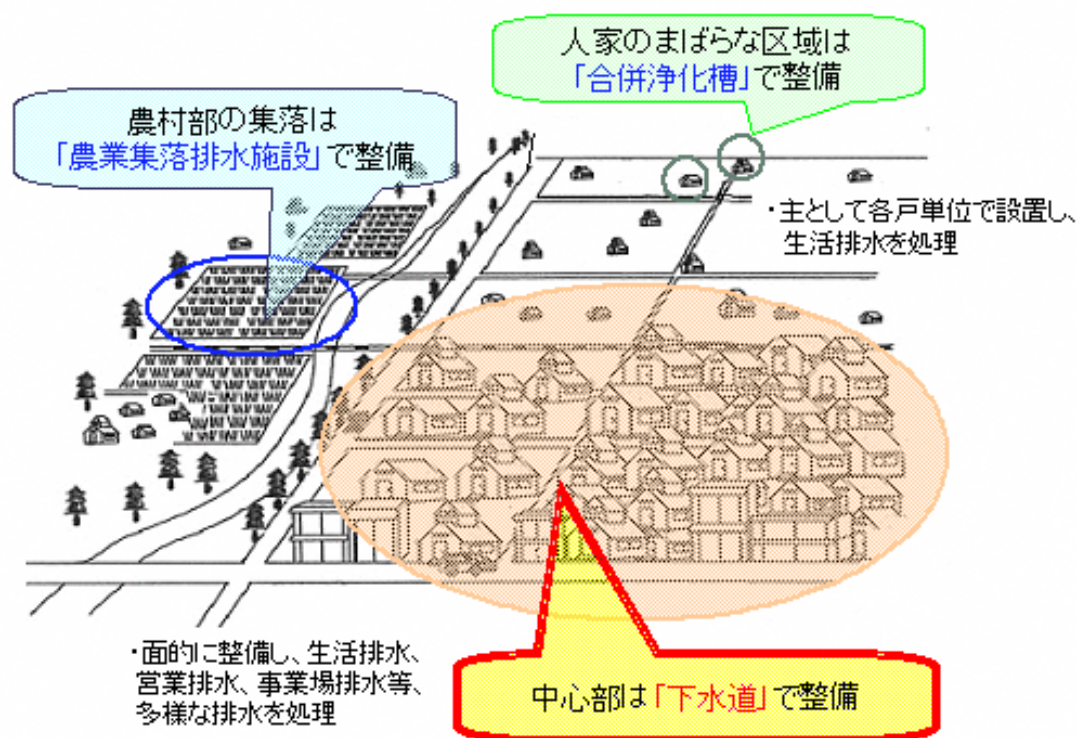 人家のまばらな区域は
「合併浄化槽」で整備
農村部の集落は
「農業集落排水施設」で整備
・主として各戸単位で設置し、
生活排水を処理
・面的に整備し、生活排水、
営業排水、事業場排水等、
多様な排水を処理
中心部は「下水道」で整備